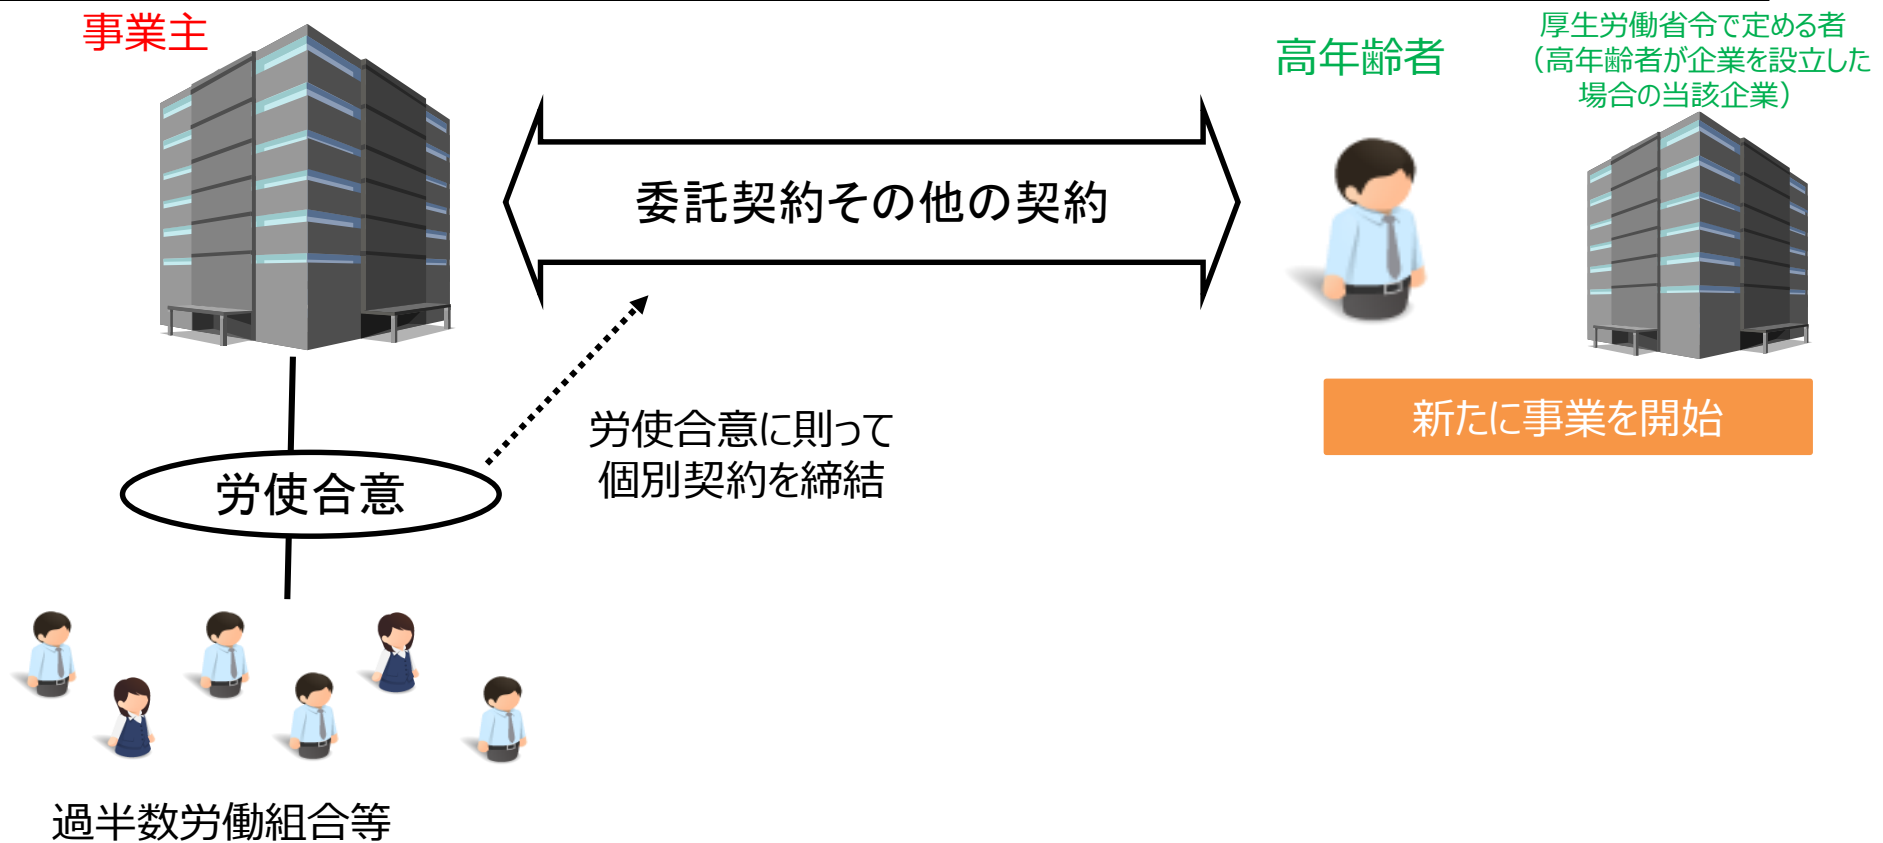 事業主
高年齢者
厚生労働省令で定める者
（高年齢者が企業を設立した
場合の当該企業）
委託契約その他の契約
新たに事業を開始
労使合意に則って
個別契約を締結
労使合意
過半数労働組合等